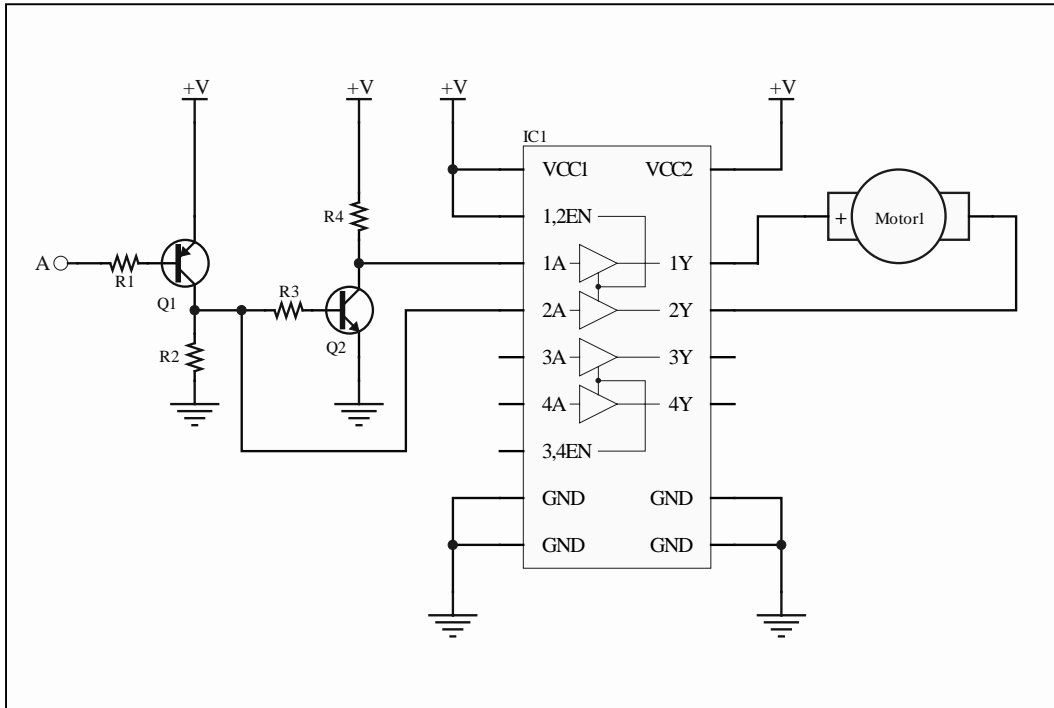 +V
+V
+V
+V
IC1
VCC1
VCC2
1,2EN
R4
+
Motor1
A
R1
1A
1Y
Q1
R3
2A
2Y
Q2
R2
3A
3Y
4A
4Y
3,4EN
GND
GND
GND
GND